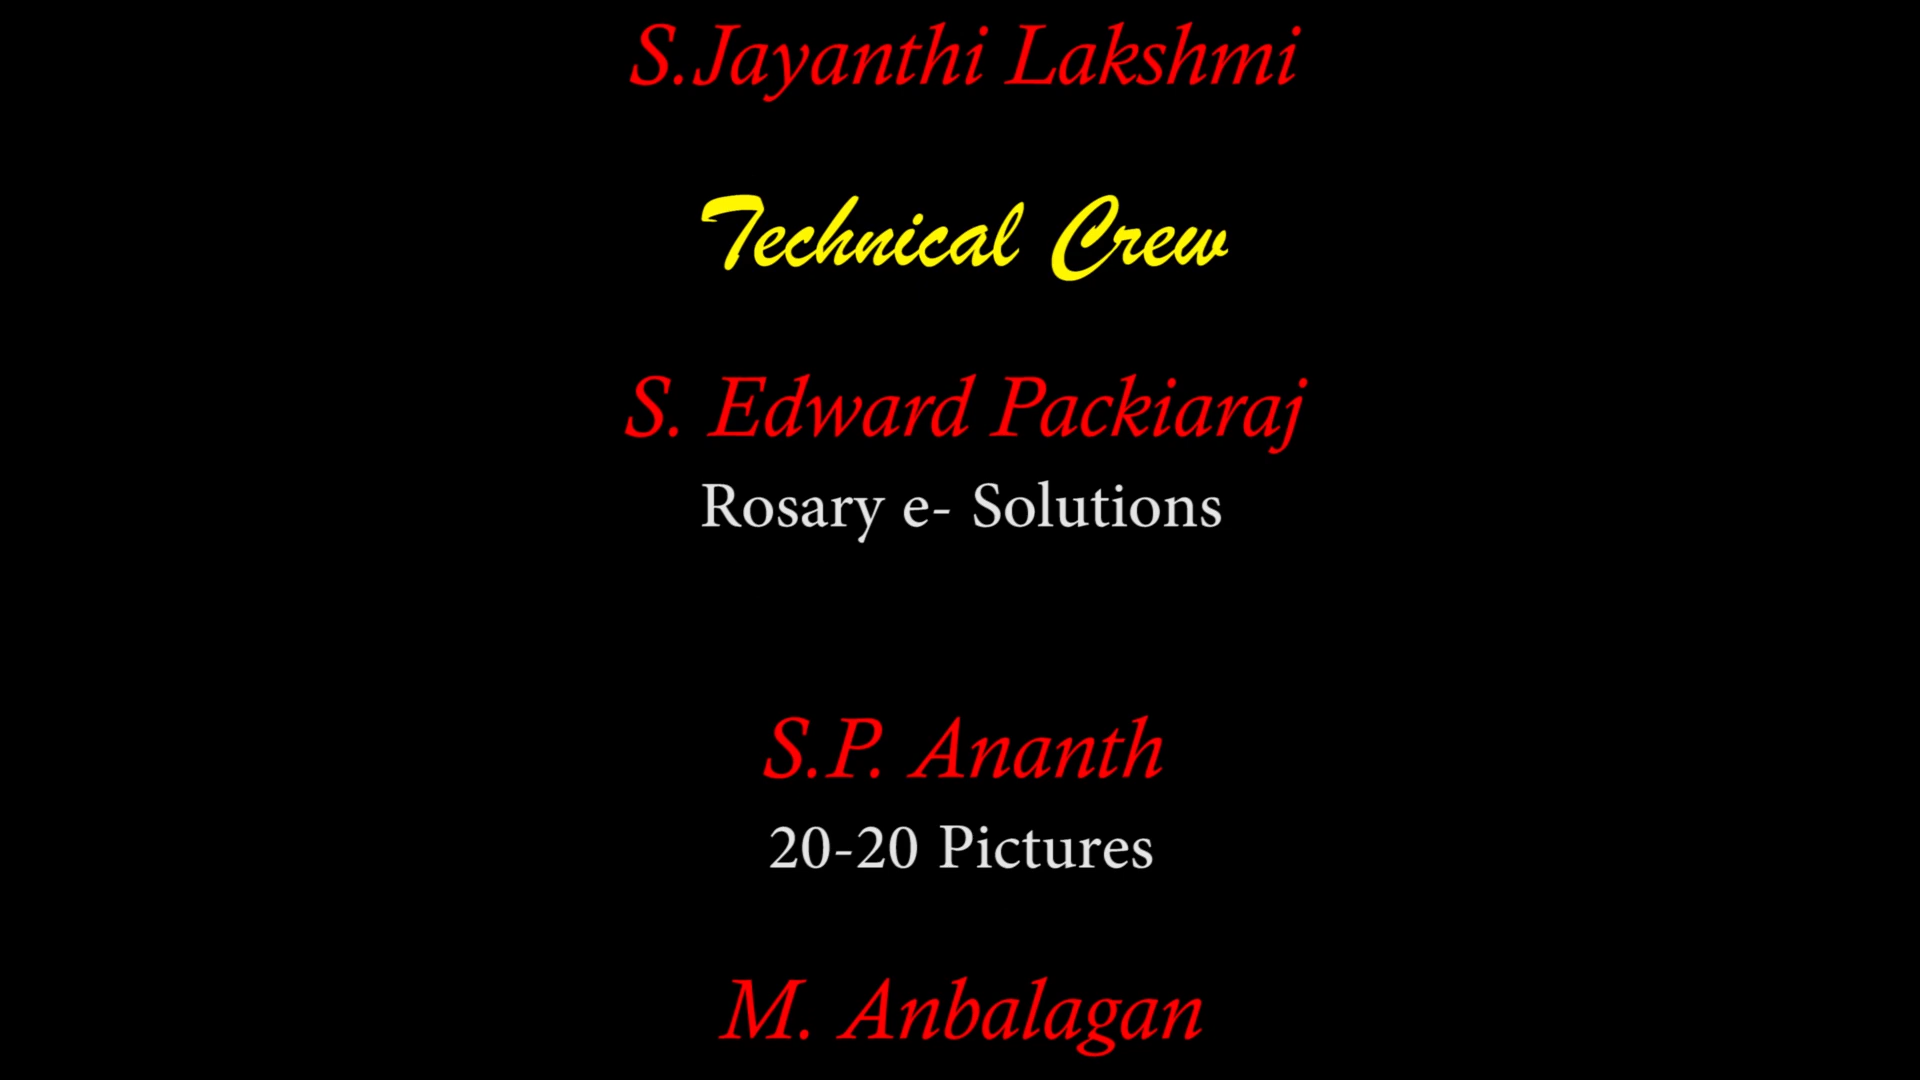 S.Jayanthi Lakshmi
Technical Crew
S. Edward Packiaraj
Rosary e- Solutions
S.P. Ananth
20-20 Pictures
M. Anbalagan